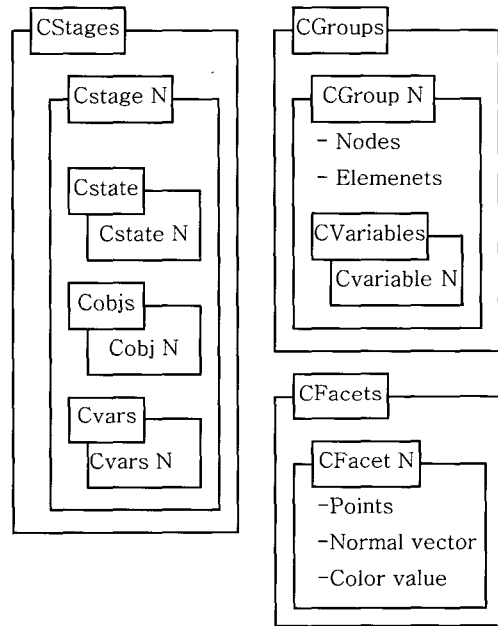 CStages
Cstage N
Cstate
Cstate N
Cobjs
Cobj N
Cvars
Cvars N
CGroups
CGroup N
- Nodes
- Elemenets
CVariables
Cvariable N
CFacets
CFacet N
-Points
-Normal vector
-Color value